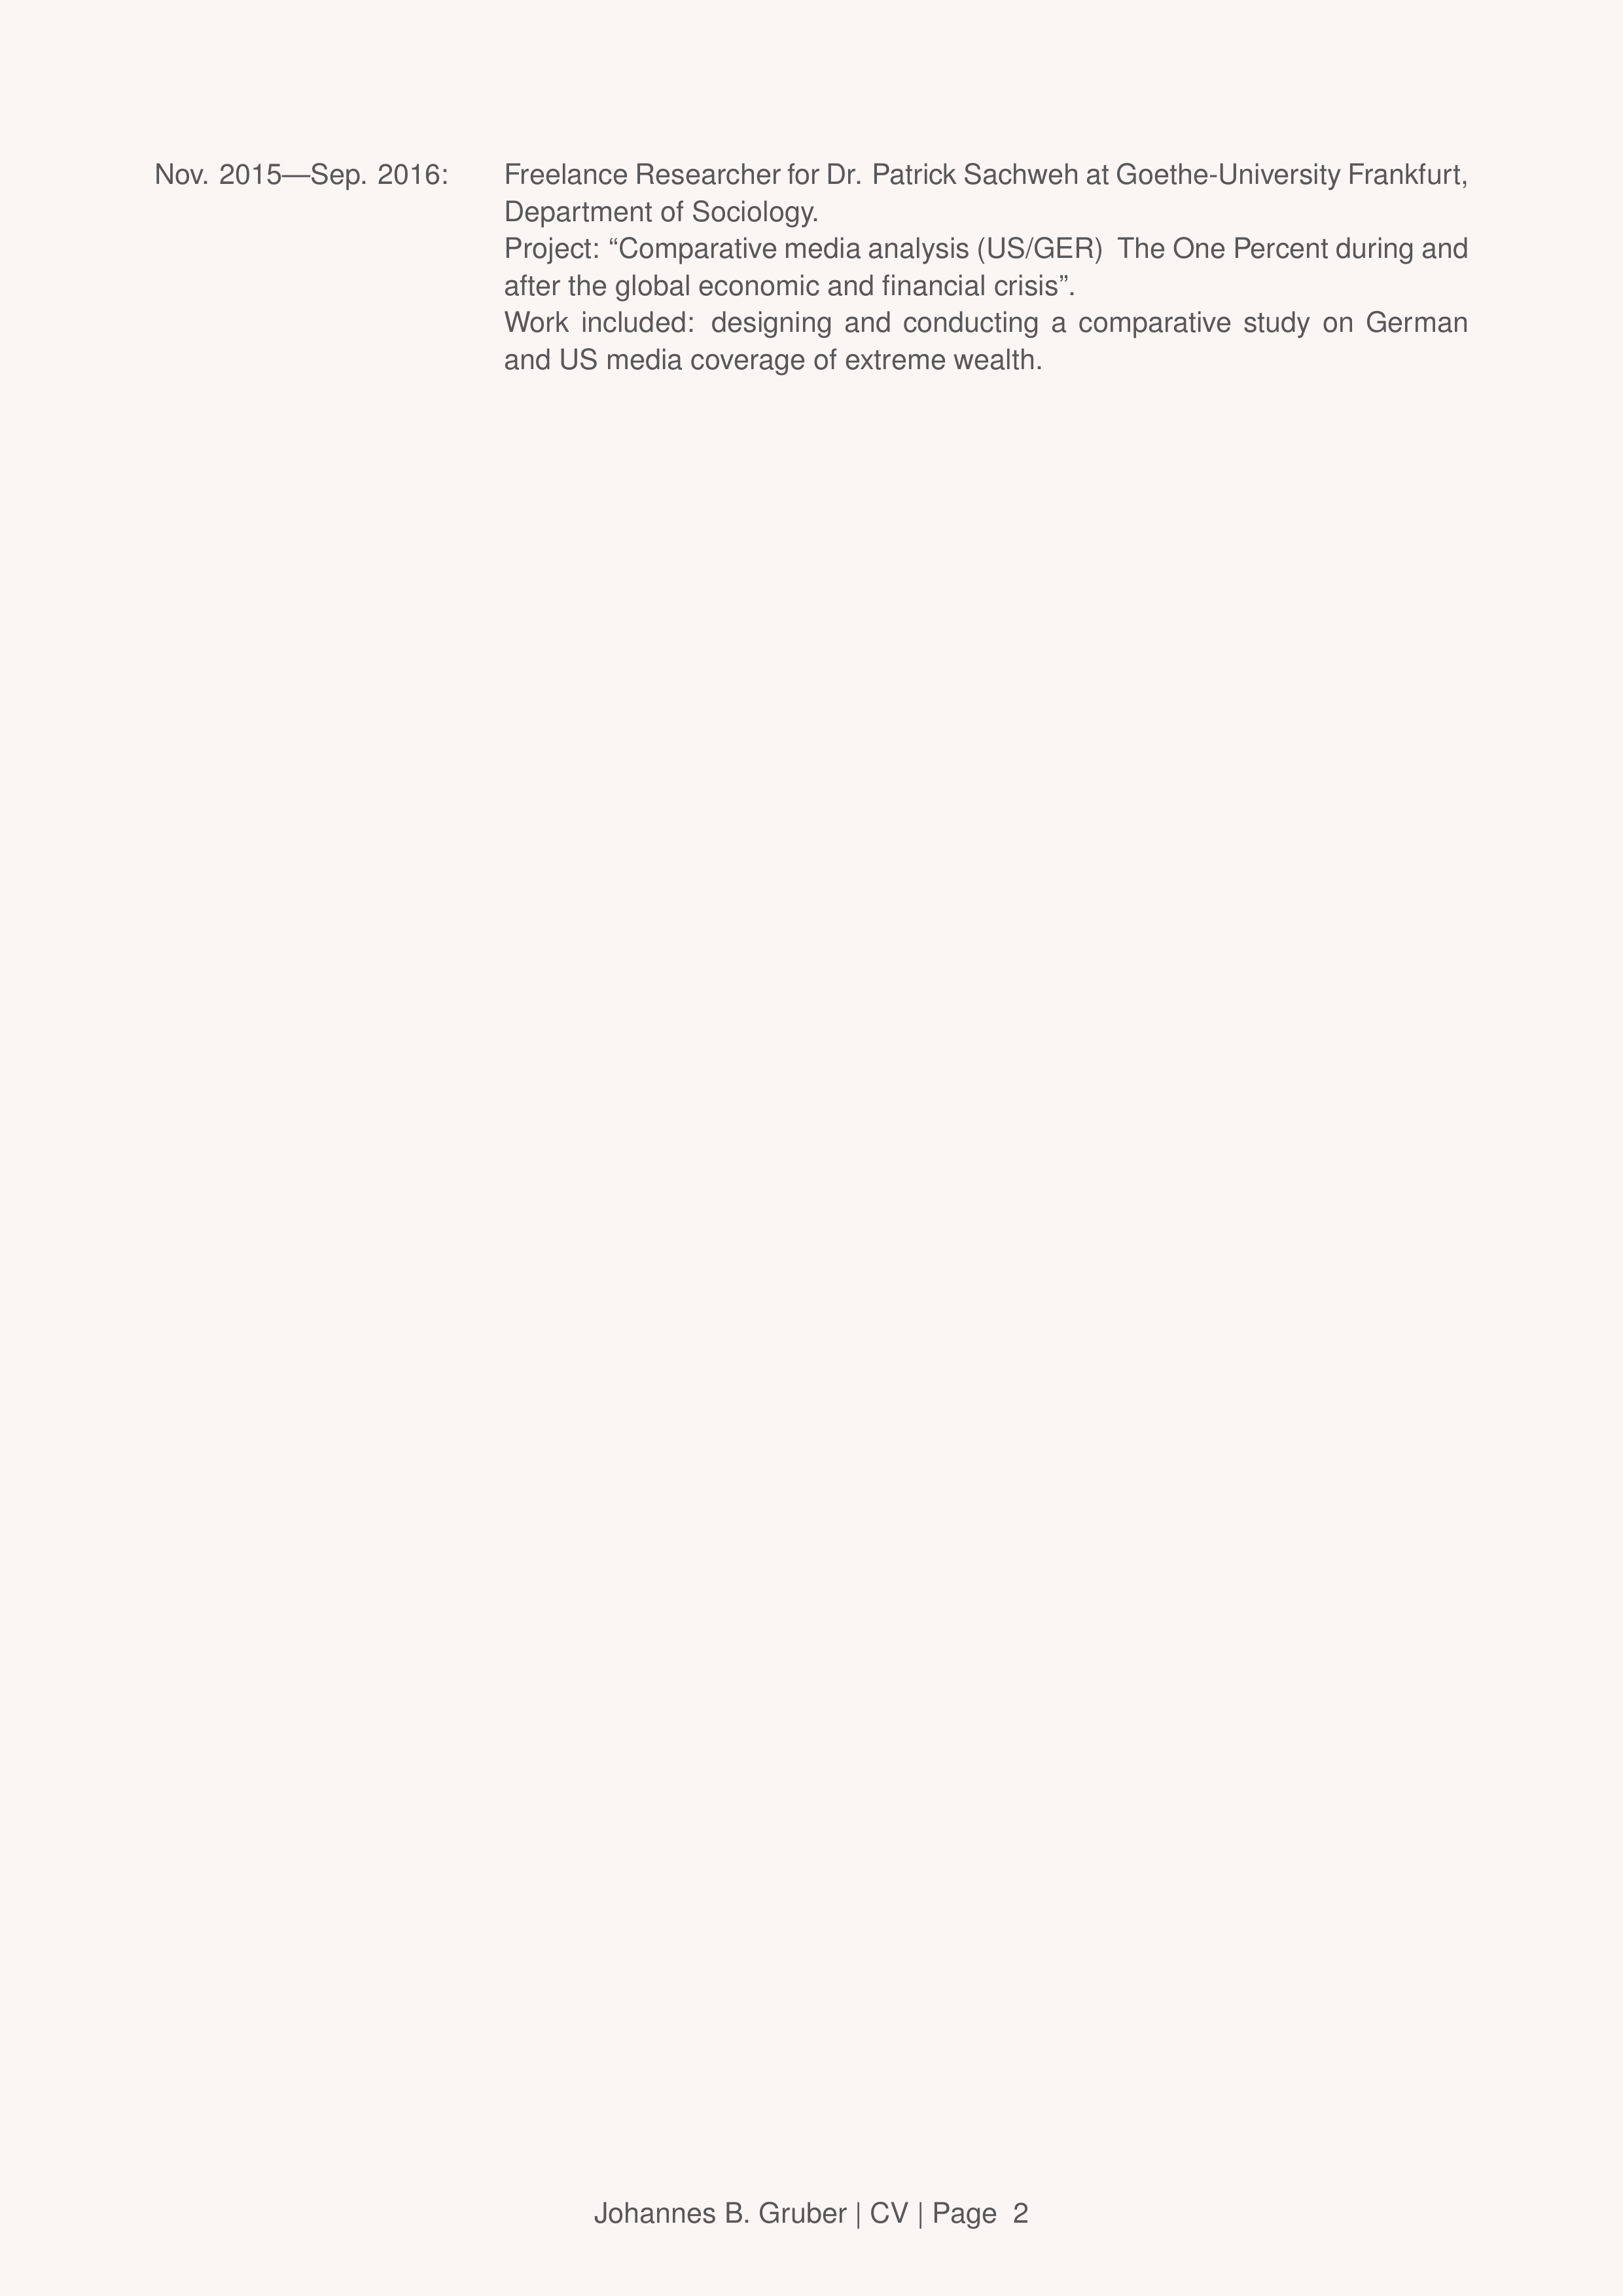 Nov. 2015—Sep. 2016: Freelance Researcher for Dr. Patrick Sachweh at Goethe-University Frankfurt,
Department of Sociology.
Project: “Comparative media analysis (US/GER) The One Percent during and
after the global economic and financial crisis”.
Work included: designing and conducting a comparative study on German
and US media coverage of extreme wealth.
Johannes B. Gruber | CV | Page 2